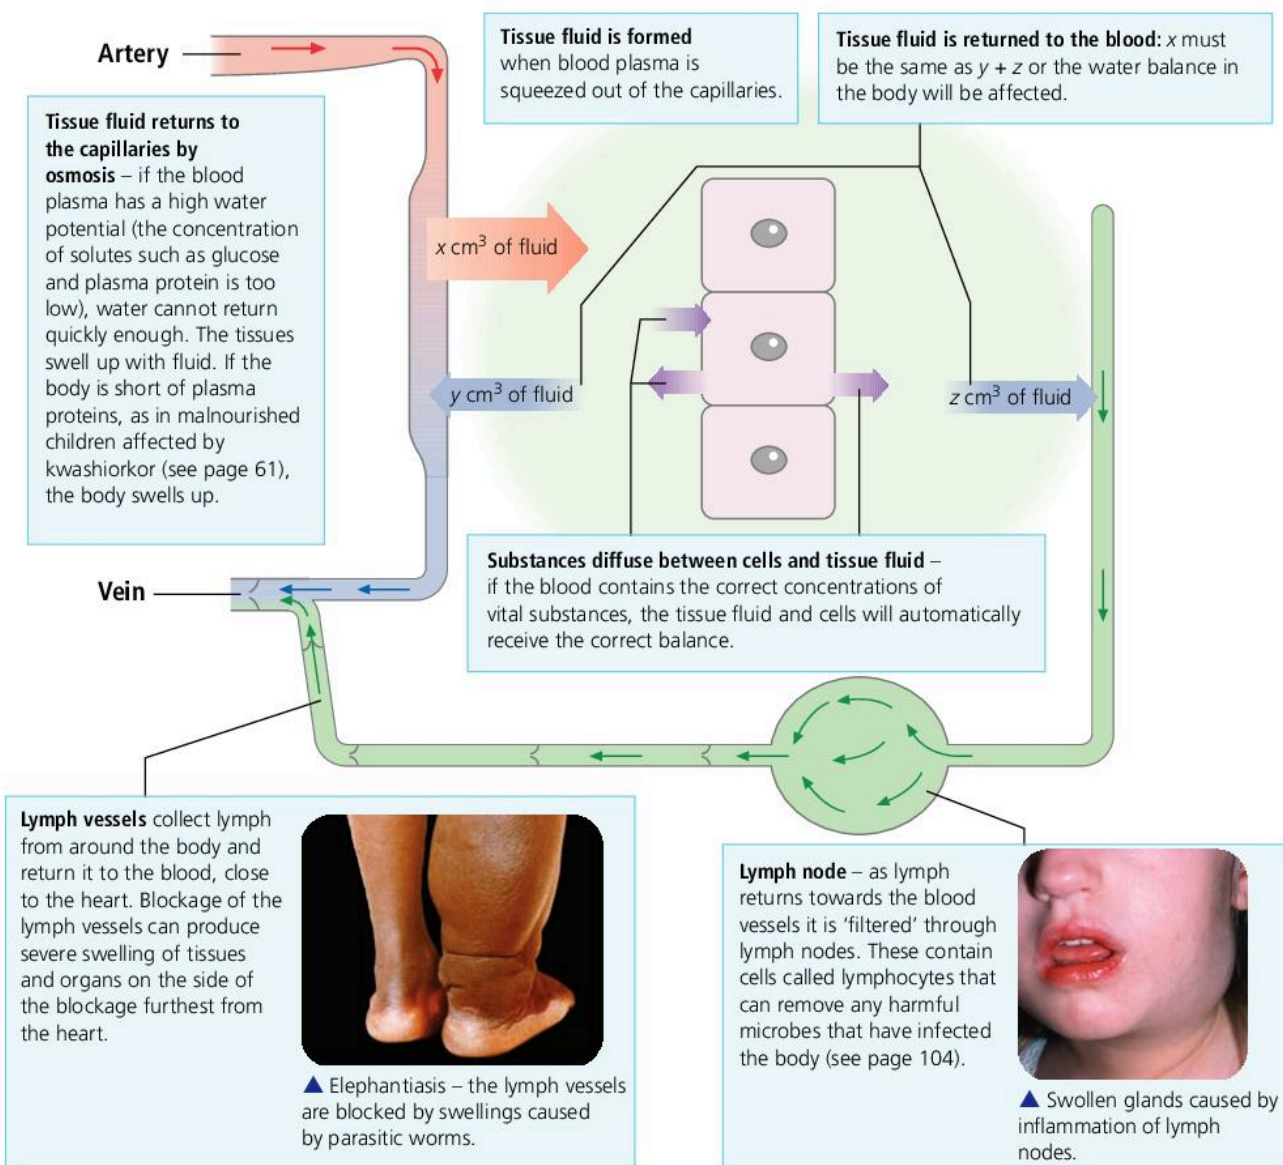 Artery
Tissue fluid is formed
when blood plasma is
squeezed out of the capillaries.
Tissue fluid is returned to the blood: x must
be the same as y + z or the water balance in
the body will be affected.
Tissue fluid returns to
the capillaries by
osmosis – if the blood
plasma has a high water
potential (the concentration
of solutes such as glucose
and plasma protein is too
low), water cannot return
quickly enough. The tissues
swell up with fluid. If the
body is short of plasma
proteins, as in malnourished
children affected by
kwashiorkor (see page 61),
the body swells up.
x cm³ of fluid
y cm³ of fluid
z cm³ of fluid
Substances diffuse between cells and tissue fluid –
if the blood contains the correct concentrations of
vital substances, the tissue fluid and cells will automatically
receive the correct balance.
Vein
Lymph vessels collect lymph
from around the body and
return it to the blood, close
to the heart. Blockage of the
lymph vessels can produce
severe swelling of tissues
and organs on the side of
the blockage furthest from
the heart.
▲ Elephantiasis – the lymph vessels
are blocked by swellings caused
by parasitic worms.
Lymph node – as lymph
returns towards the blood
vessels it is ‘filtered’ through
lymph nodes. These contain
cells called lymphocytes that
can remove any harmful
microbes that have infected
the body (see page 104).
▲ Swollen glands caused by
inflammation of lymph
nodes.